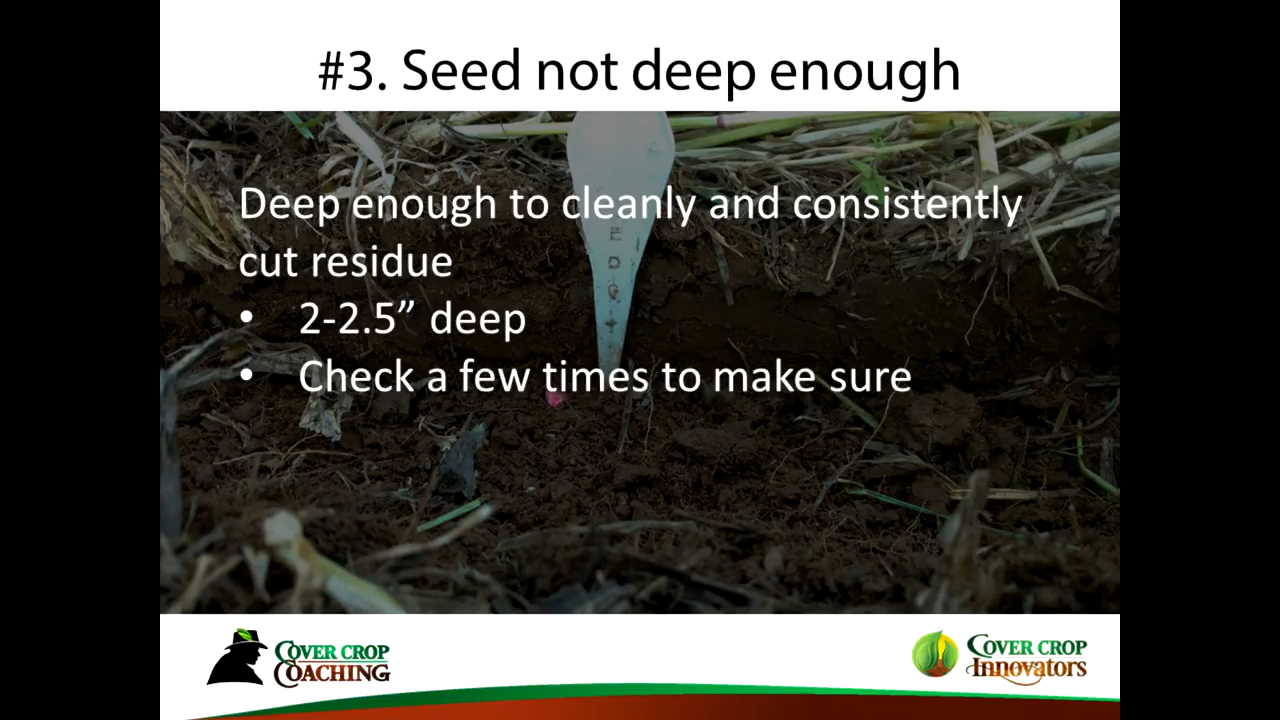 #3. Seed not deep enough
Deep enough to cleanly and consistently
cut residue
• 2-2.5” deep
• Check a few times to make sure
COVER CROP
COACHING
COVER CROP
Innovators